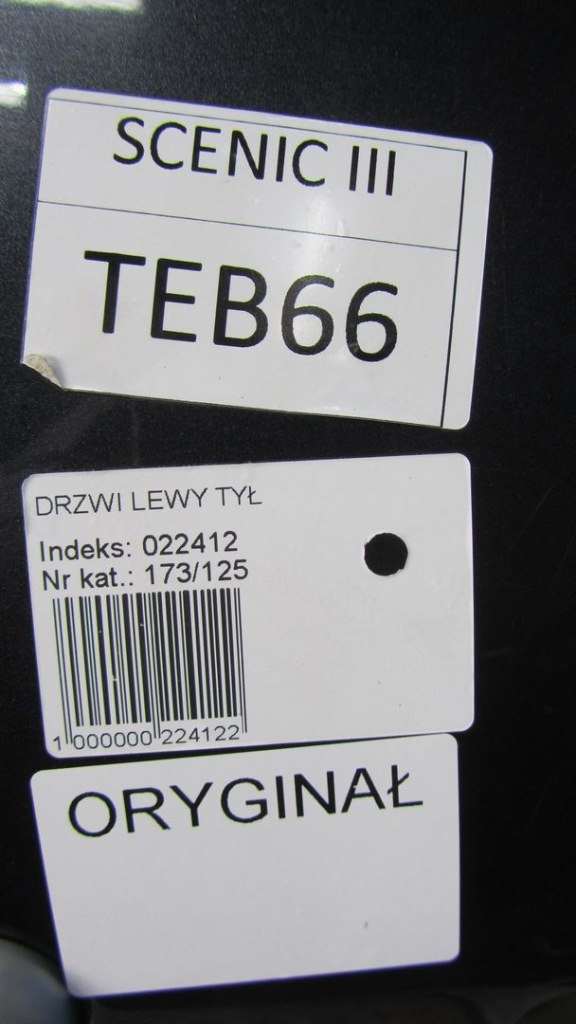 SCENIC III
TEB66
DRZWI LEWY TYŁ
Indeks: 022412
Nr kat.: 173/125
1 000000 224122
ORYGINAŁ